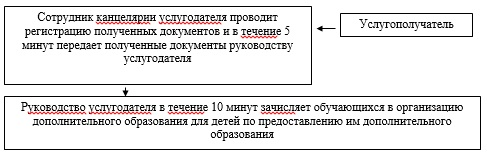 Сотрудник канцелярии услугодателя проводит
регистрацию полученных документов и в течение 5
минут передает полученные документы руководству
услугодателя
Услугополучатель
Руководство услугодателя в течение 10 минут зачисляет обучающихся в организацию
дополнительного образования для детей по предоставлению им дополнительного
образования